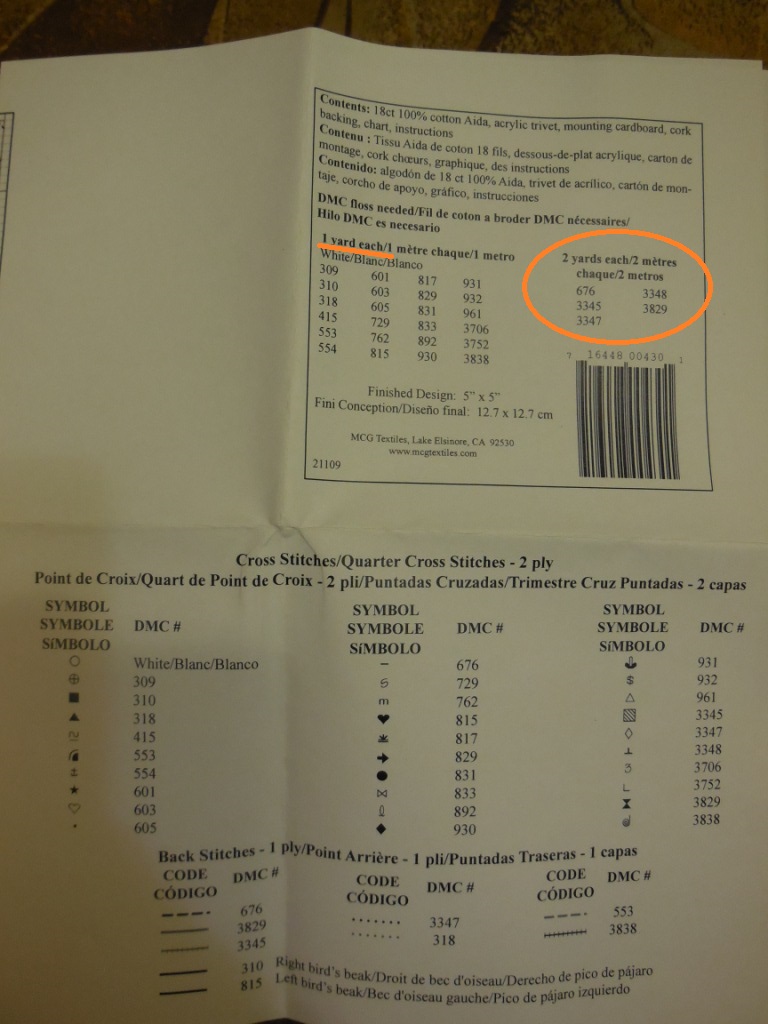 Contents: 18ct 100% cotton Aida, acrylic trivet, mounting cardboard, cork
backing, chart, instructions
Contenu : Tissu Aida de coton 18 fils, dessous-de-plat acrylique, carton de
montage, cork chœurs, graphique, des instructions
Contenido: algodón de 18 ct 100% Aida, trivet de acrílico, cartón de mon-
taje, corcho de apoyo, gráfico, instrucciones
DMC floss needed/Fil de coton a broder DMC nécessaires/
Hilo DMC es necesario
1 yard each/1 mètre chaque/1 metro
White/Blanc/Blanco
309 601 817 931
310 603 829 932
318 605 831 961
415 729 833 3706
553 762 892 3752
554 815 930 3838
2 yards each/2 mètres
chaque/2 metros
676 3348
3345 3829
3347
7 16448 00430 1
Finished Design: 5” x 5”
Fini Conception/Diseño final: 12.7 x 12.7 cm
MCG Textiles, Lake Elsinore, CA 92530
www.mcgtextiles.com
21109
Cross Stitches/Quarter Cross Stitches - 2 ply
Point de Croix/Quart de Point de Croix - 2 pli/Puntadas Cruzadas/Trimestre Cruz Puntadas - 2 capas
SYMBOL
SYMBOLE DMC #
SíMBOLO
White/Blanc/Blanco
309
310
318
415
553
554
601
603
605
SYMBOL
SYMBOLE DMC #
SíMBOLO
676
729
762
815
817
829
831
833
892
930
SYMBOL
SYMBOLE DMC #
SíMBOLO
931
932
961
3345
3347
3348
3706
3752
3829
3838
Back Stitches - 1 ply/Point Arrière - 1 pli/Puntadas Traseras - 1 capas
CODE DMC #
CÓDIGO
676
3829
3345
310 Right bird's beak/Droit de bec d'oiseau/Derecho de pico de pájaro
815 Left bird's beak/Bec d'oiseau gauche/Pico de pájaro izquierdo
CODE DMC #
CÓDIGO
3347
318
CODE DMC #
CÓDIGO
553
3838